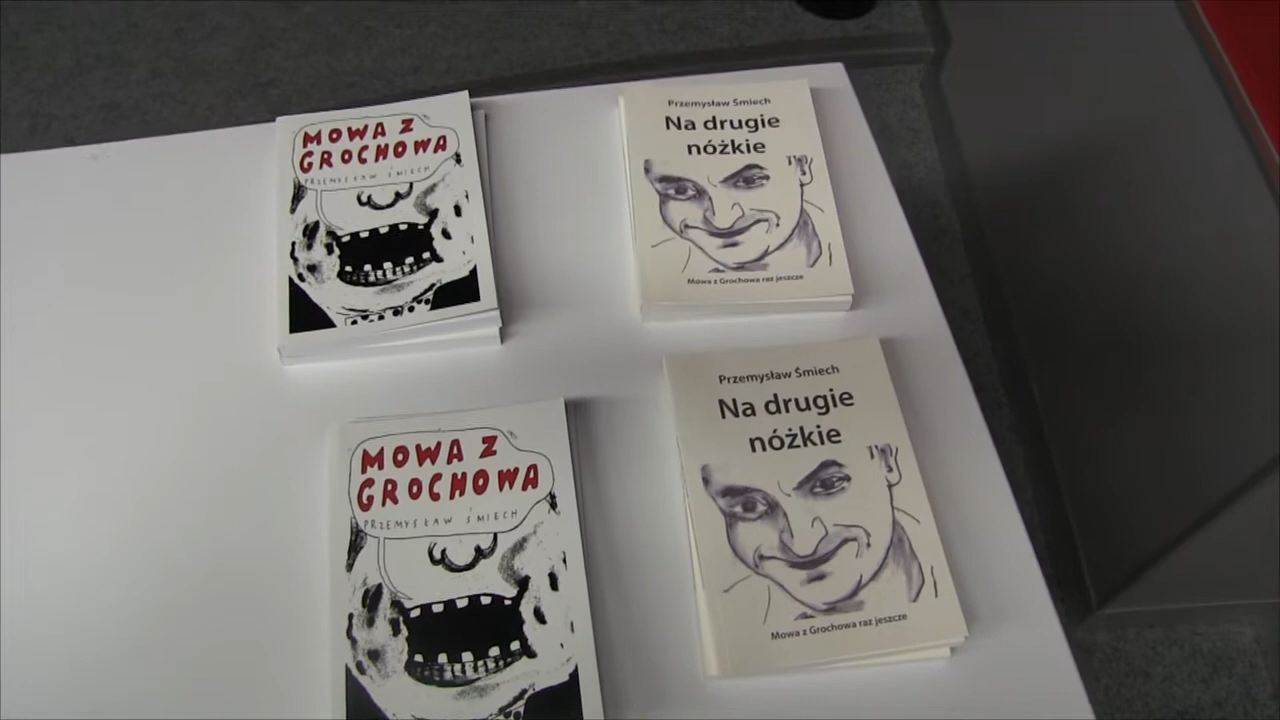 MOWA Z
GROCHOWA
PRZEMYSŁAW ŚMIECH
Przemysław Śmiech
Na drugie
nóżkie
Mowa z Grochowa raz jeszcze
MOWA Z
GROCHOWA
PRZEMYSŁAW ŚMIECH
Przemysław Śmiech
Na drugie
nóżkie
Mowa z Grochowa raz jeszcze